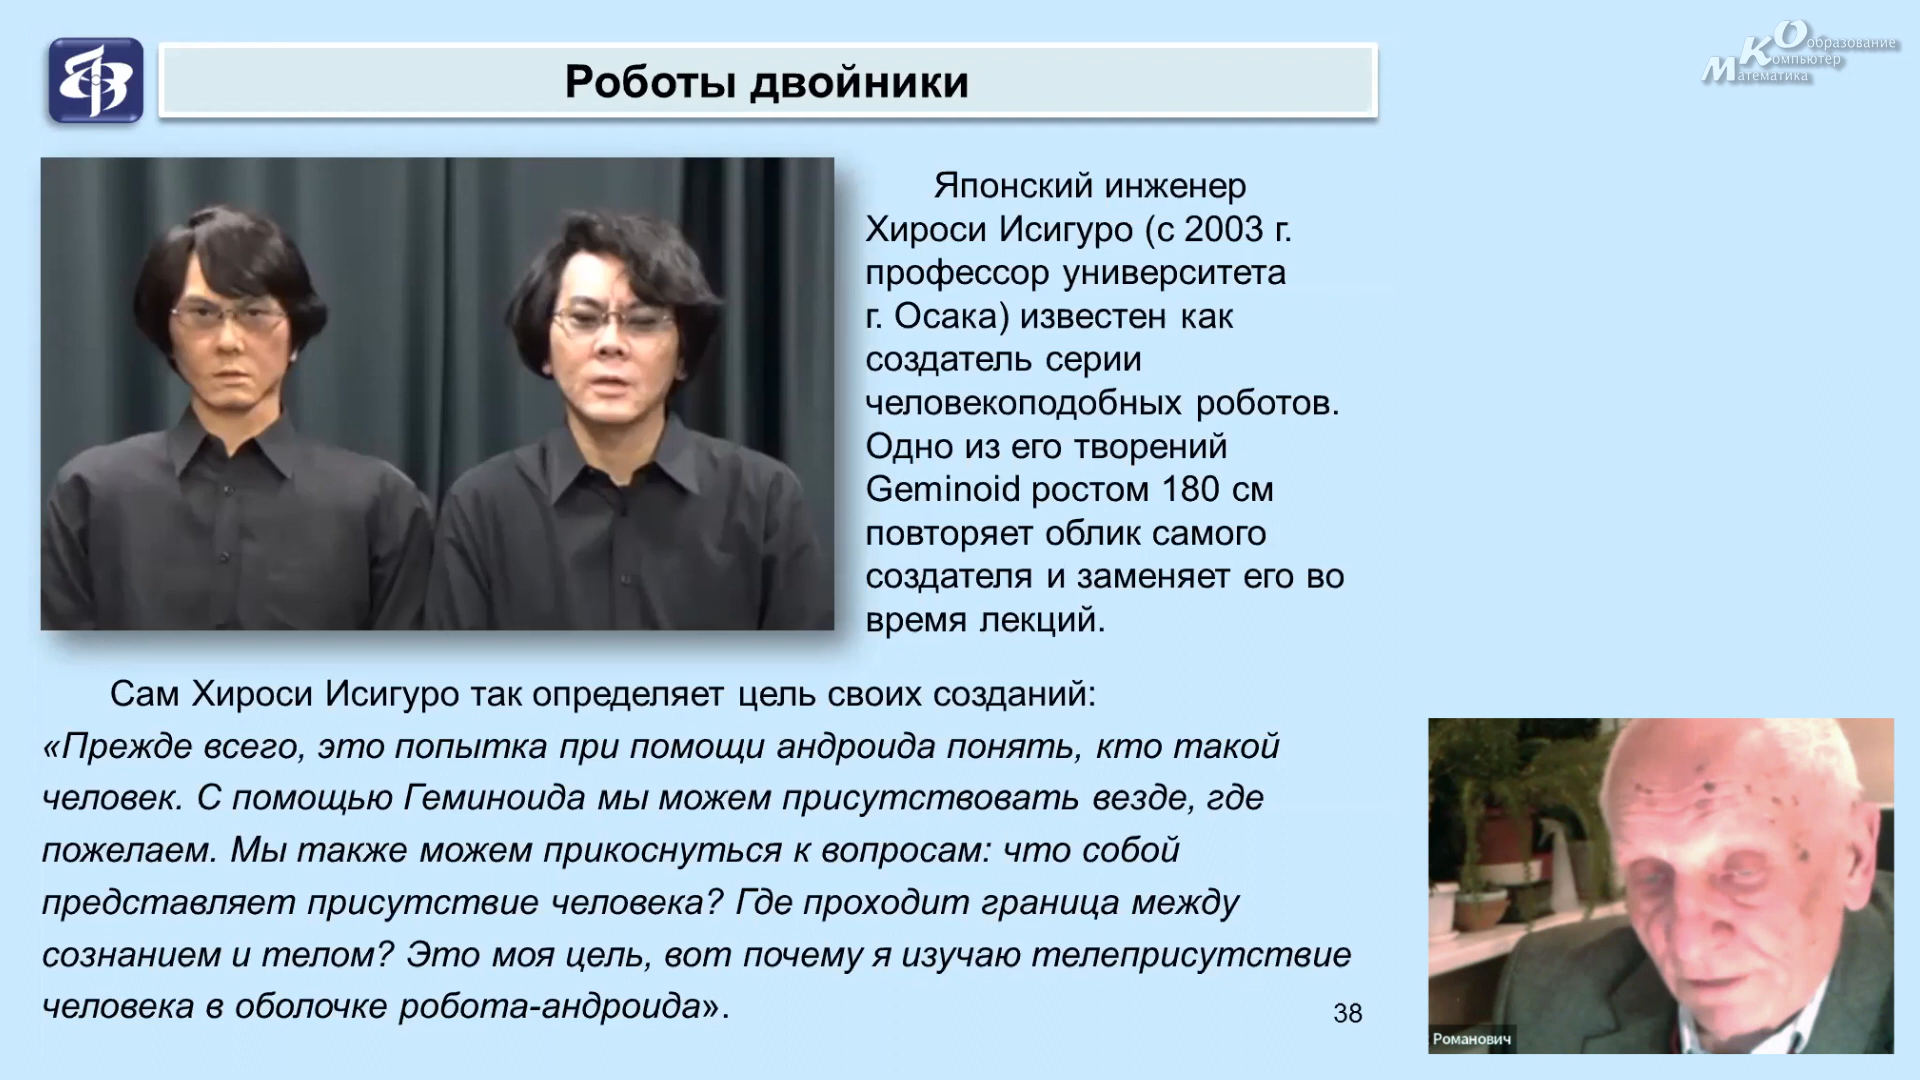 Роботы двойники
Образование
Компьютер
Математика
Японский инженер
Хироси Исигуро (с 2003 г.
профессор университета
г. Осака) известен как
создатель серии
человекоподобных роботов.
Одно из его творений
Geminoid ростом 180 см
повторяет облик самого
создателя и заменяет его во
время лекций.
Сам Хироси Исигуро так определяет цель своих созданий:
«Прежде всего, это попытка при помощи андроида понять, кто такой
человек. С помощью Геминоида мы можем присутствовать везде, где
пожелаем. Мы также можем прикоснуться к вопросам: что собой
представляет присутствие человека? Где проходит граница между
сознанием и телом? Это моя цель, вот почему я изучаю телеприсутствие
человека в оболочке робота-андроида».
38
Романович